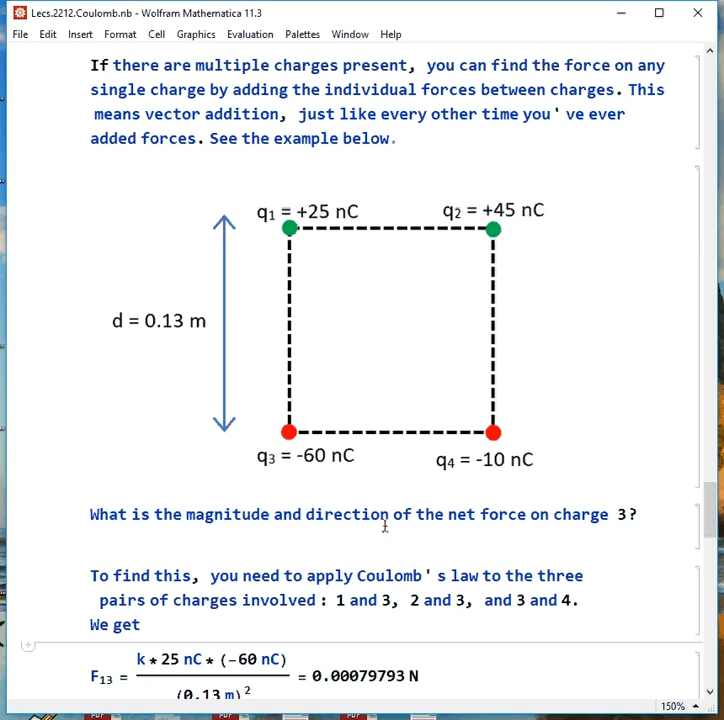 Lecs.2212.Coulomb.nb - Wolfram Mathematica 11.3
File Edit Insert Format Cell Graphics Evaluation Palettes Window Help
If there are multiple charges present, you can find the force on any
single charge by adding the individual forces between charges. This
means vector addition, just like every other time you've ever
added forces. See the example below.
q₁ = +25 nC q₂ = +45 nC
d = 0.13 m
q₃ = -60 nC q₄ = -10 nC
What is the magnitude and direction of the net force on charge 3?
To find this, you need to apply Coulomb's law to the three
pairs of charges involved: 1 and 3, 2 and 3, and 3 and 4.
We get
k * 25 nC * (-60 nC)
F₁₃ = = 0.00079793 N
(0.13 m)²
150%